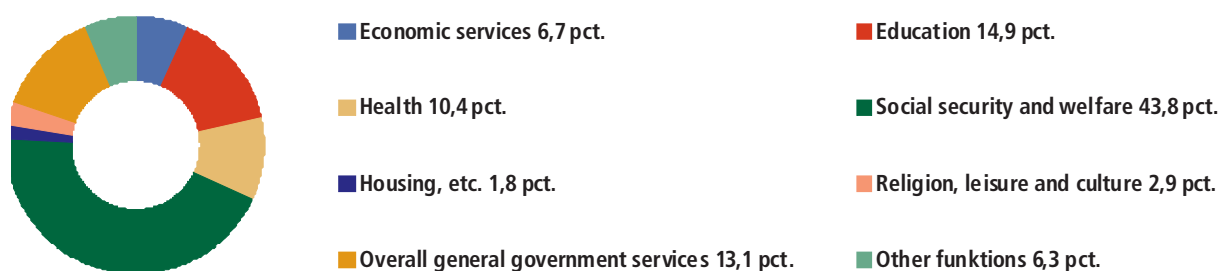 Economic services 6,7 pct.
Education 14,9 pct.
Health 10,4 pct.
Social security and welfare 43,8 pct.
Housing, etc. 1,8 pct.
Religion, leisure and culture 2,9 pct.
Overall general government services 13,1 pct.
Other funktions 6,3 pct.